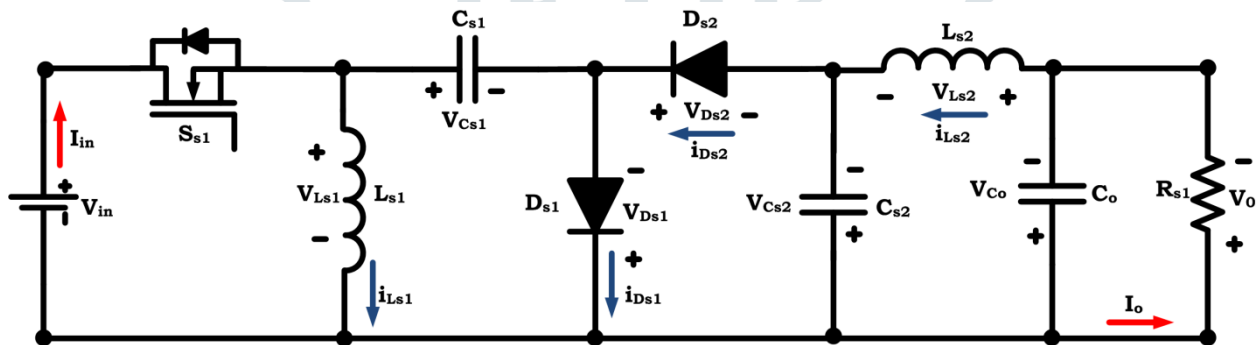 Cs1
Ds2
Ls2
+ -
VCs1
+ -
VDs2
iDs2
- +
VLs2
iLs2
Iin
Ss1
+
-
Vin
+
VLs1
-
Ls1
iLs1
Ds1
-
VDs1
+
iDs1
-
VCs2
Cs2
+
-
VCo
Co
+
Rs1
-
V0
+
Io